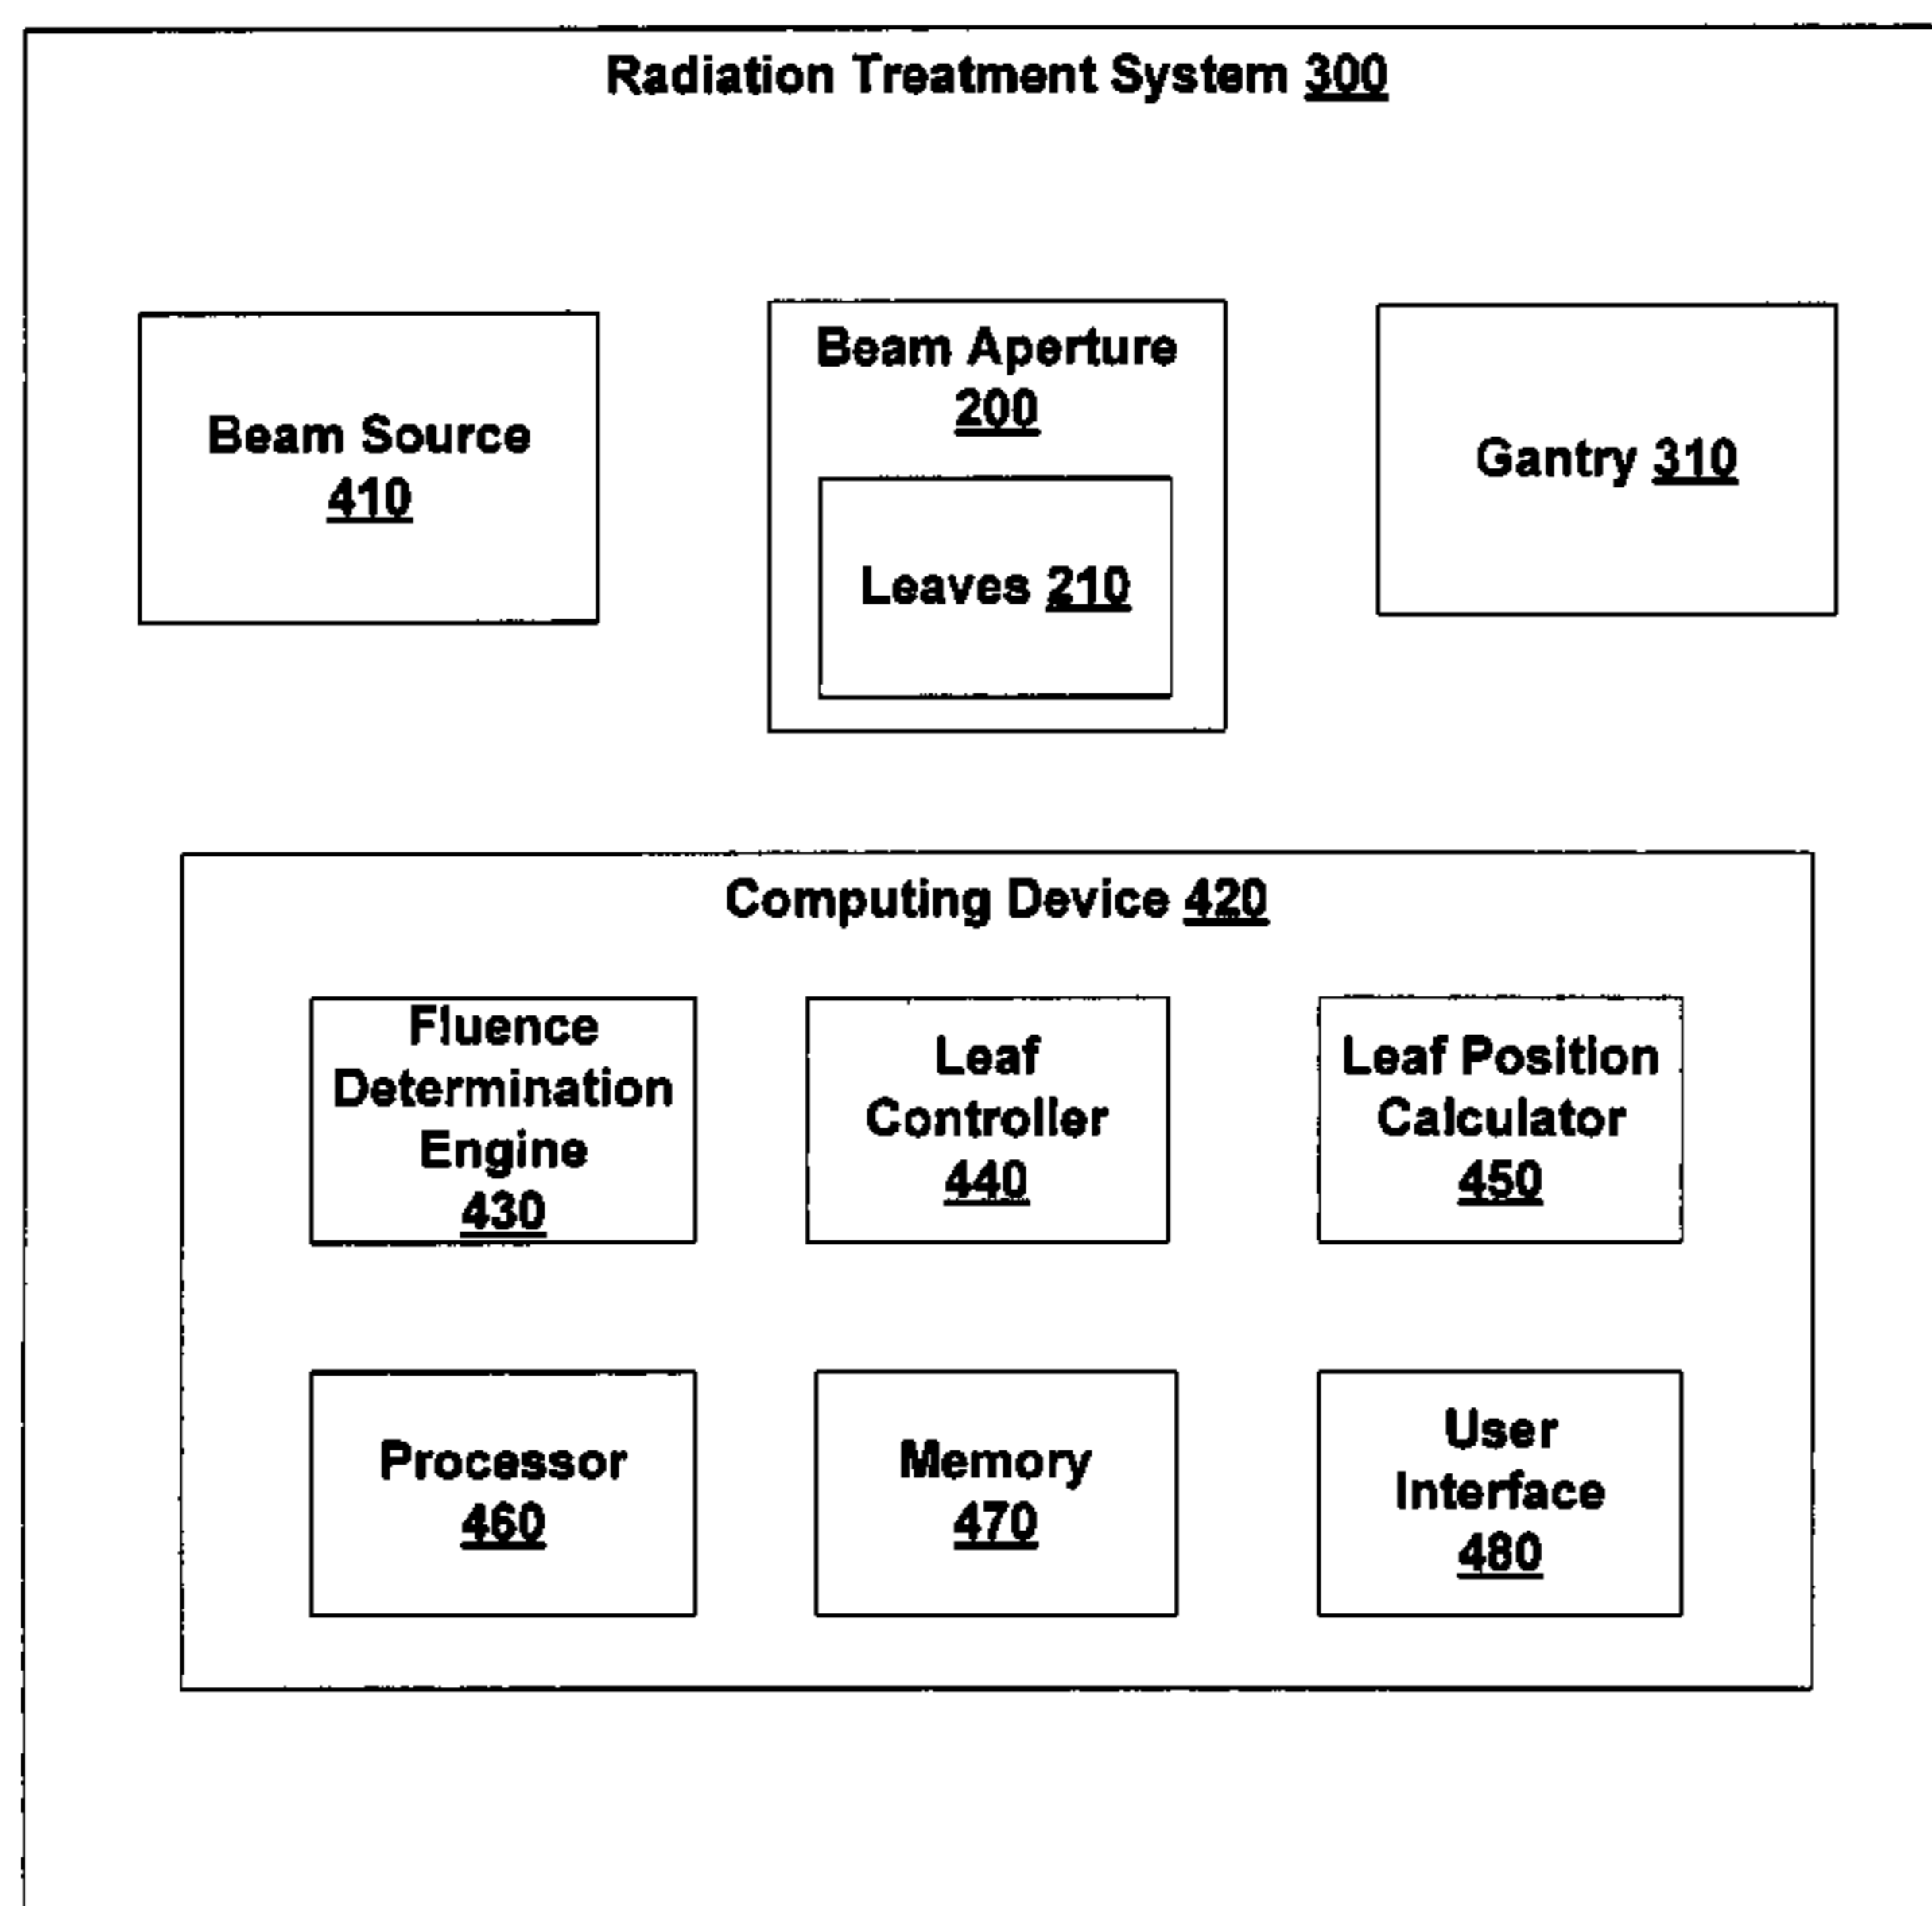 Radiation Treatment System 300
Beam Source
410
Beam Aperture
200
Leaves 210
Gantry 310
Computing Device 420
Fluence
Determination
Engine
430
Leaf
Controller
440
Leaf Position
Calculator
450
Processor
460
Memory
470
User
Interface
480